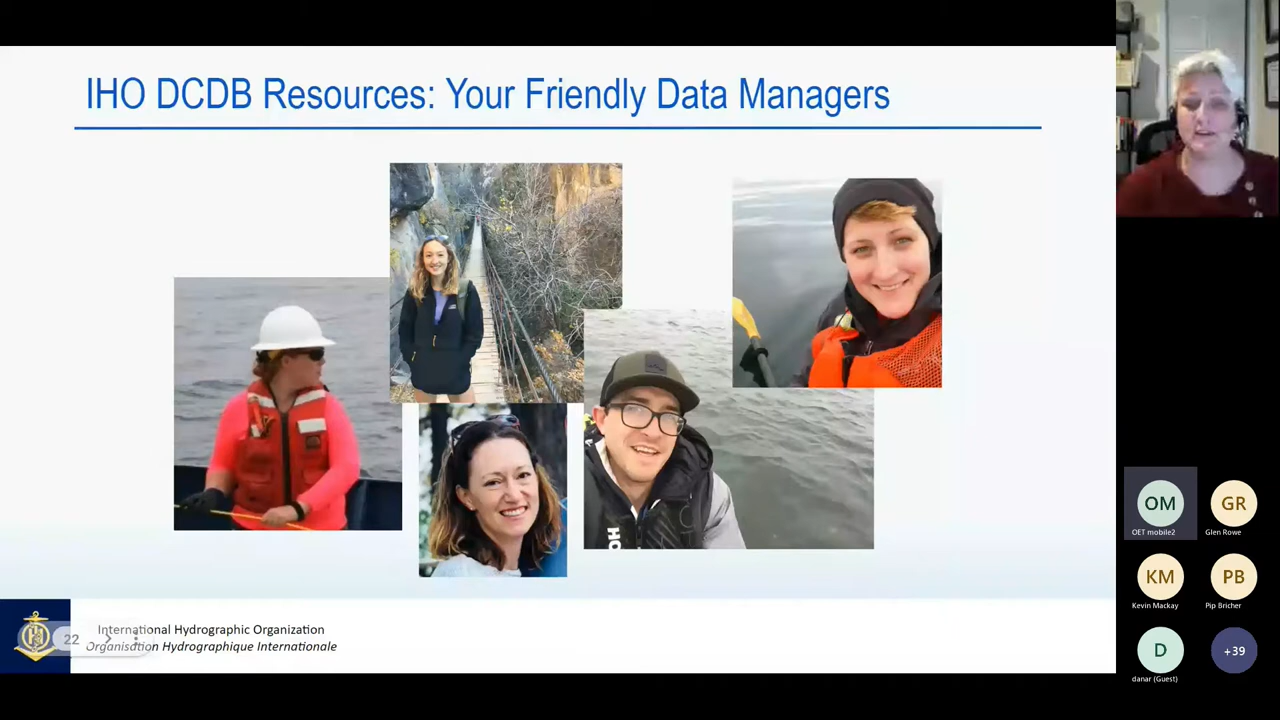 IHO DCDB Resources: Your Friendly Data Managers
International Hydrographic Organization
Organisation Hydrographique Internationale
22
OM
OET mobile2
GR
Glen Rowe
KM
Kevin Mackay
PB
Pip Bricher
D
danar (Guest)
+39